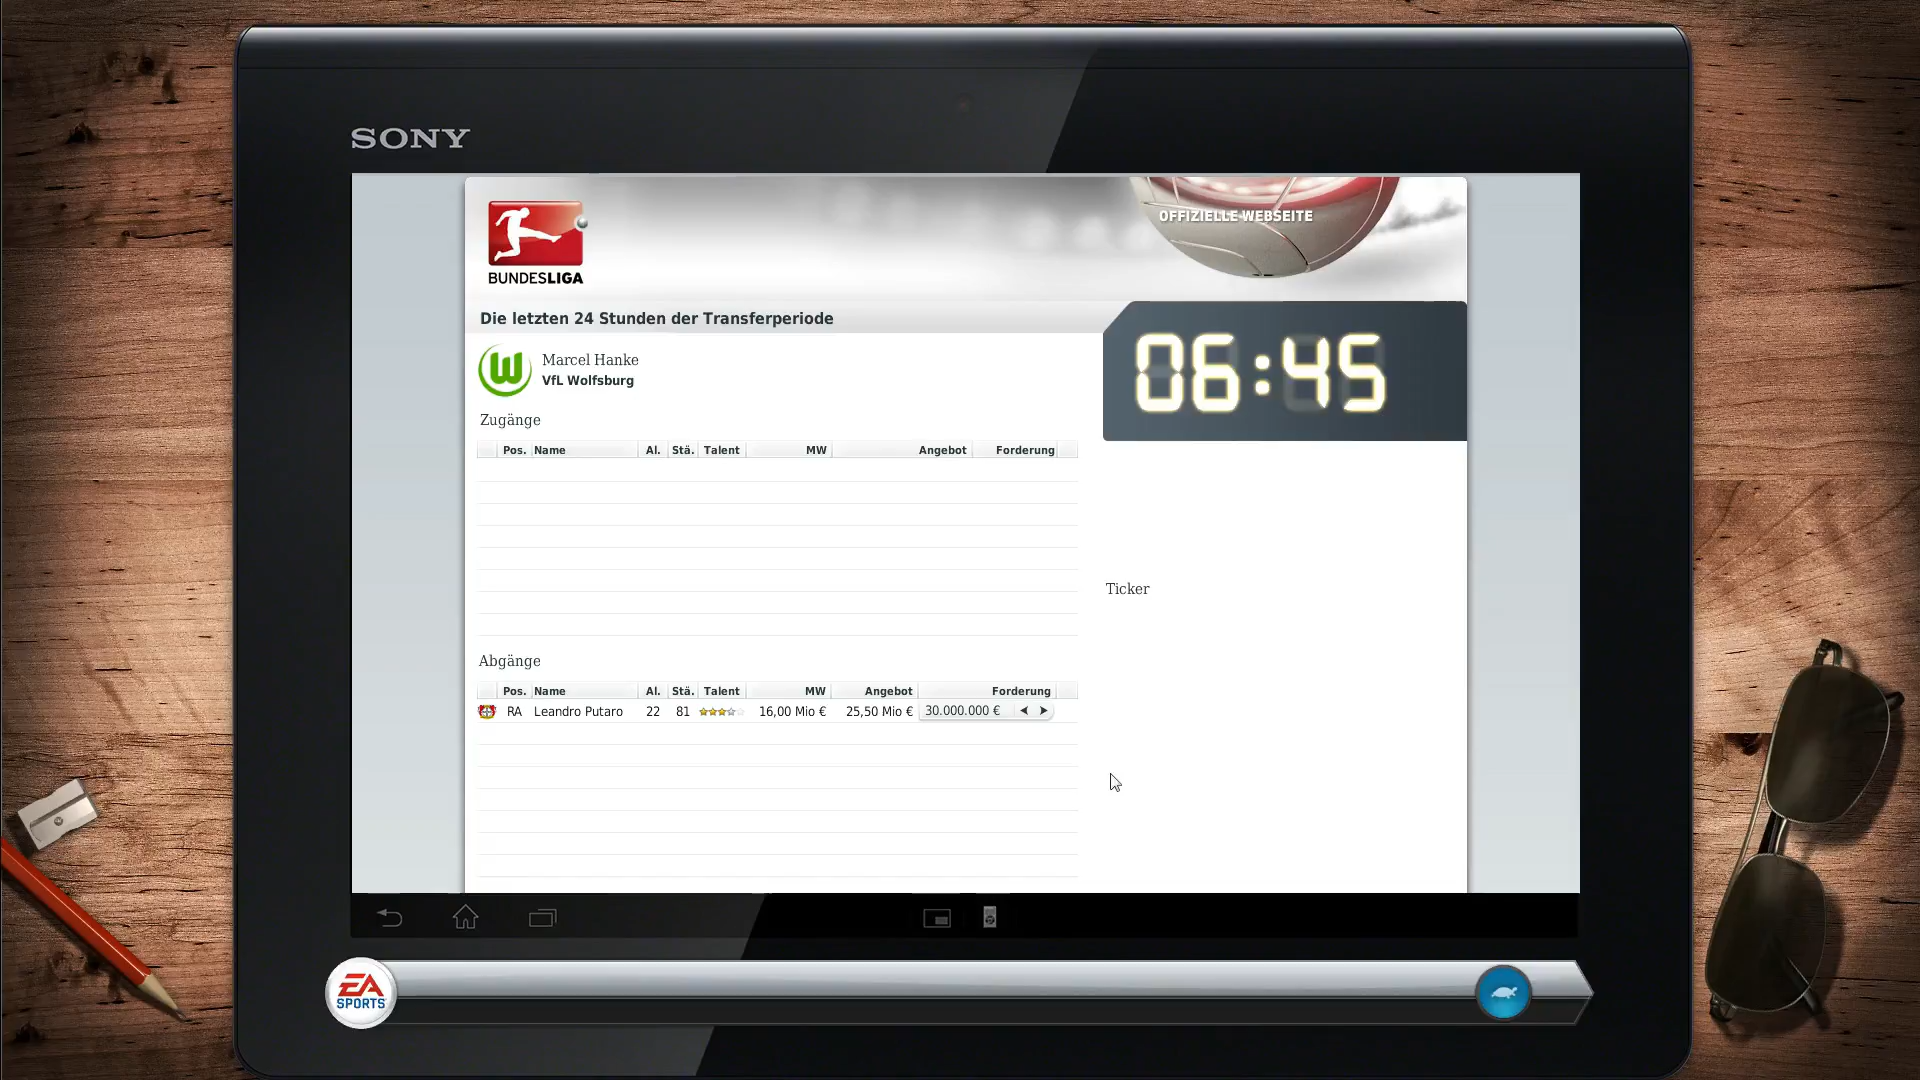 SONY
OFFIZIELLE WEBSEITE
BUNDESLIGA
Die letzten 24 Stunden der Transferperiode
06:45
Marcel Hanke
VfL Wolfsburg
Zugänge
Pos. Name Al. Stä. Talent MW Angebot Forderung
Ticker
Abgänge
Pos. Name Al. Stä. Talent MW Angebot Forderung
RA Leandro Putaro 22 81 16,00 Mio € 25,50 Mio € 30.000.000 €
EA
SPORTS